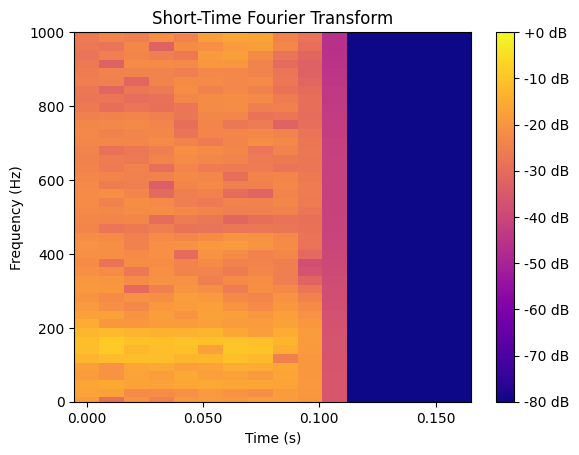 Short-Time Fourier Transform
1000
800
600
400
200
0
Frequency (Hz)
0.000
0.050
0.100
0.150
Time (s)
+0 dB
-10 dB
-20 dB
-30 dB
-40 dB
-50 dB
-60 dB
-70 dB
-80 dB